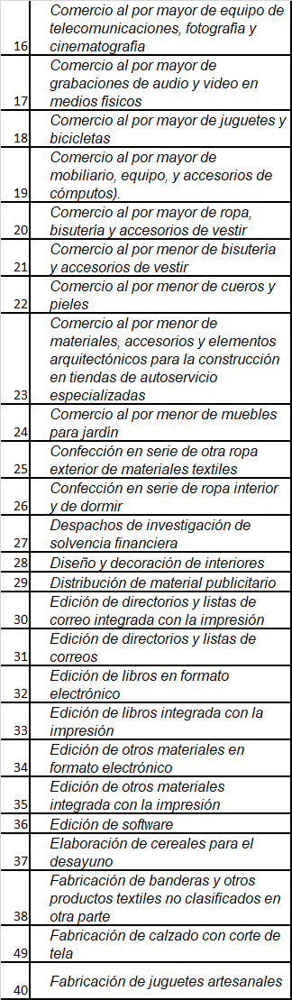 Comercio al por mayor de equipo de
telecomunicaciones, fotografia y
16 cinematografía
Comercio al por mayor de
grabaciones de audio y video en
17 medios físicos
Comercio al por mayor de juguetes y
18 bicicletas
Comercio al por mayor de
mobiliario, equipo, y accesorios de
19 cómputos).
Comercio al por mayor de ropa,
20 bisutería y accesorios de vestir
Comercio al por menor de bisutería
21 y accesorios de vestir
Comercio al por menor de cueros y
22 pieles
Comercio al por menor de
materiales, accesorios y elementos
arquitectónicos para la construcción
en tiendas de autoservicio
23 especializadas
Comercio al por menor de muebles
24 para jardín
Confección en serie de otra ropa
25 exterior de materiales textiles
Confección en serie de ropa interior
26 y de dormir
Despachos de investigación de
27 solvencia financiera
28 Diseño y decoración de interiores
29 Distribución de material publicitario
Edición de directorios y listas de
30 correo integrada con la impresión
Edición de directorios y listas de
31 correos
Edición de libros en formato
32 electrónico
Edición de libros integrada con la
33 impresión
Edición de otros materiales en
34 formato electrónico
Edición de otros materiales
35 integrada con la impresión
36 Edición de software
Elaboración de cereales para el
37 desayuno
Fabricación de banderas y otros
productos textiles no clasificados en
38 otra parte
Fabricación de calzado con corte de
49 tela
40 Fabricación de juguetes artesanales